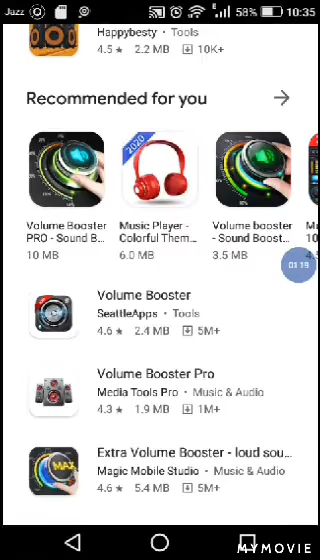 Jazz 58% 10:35
Happybesty • Tools
4.5 ★ 2.2 MB 10K+
Recommended for you
2020
Volume Booster PRO - Sound B...
10 MB
Music Player - Colorful Them...
6.0 MB
Volume booster - Sound Boost...
3.5 MB
01:13
Volume Booster
SeattleApps • Tools
4.6 ★ 2.4 MB 5M+
Volume Booster Pro
Media Tools Pro • Music & Audio
4.3 ★ 1.9 MB 1M+
MAX
Extra Volume Booster - loud sou...
Magic Mobile Studio • Music & Audio
4.6 ★ 5.4 MB 5M+
MYMOVIE